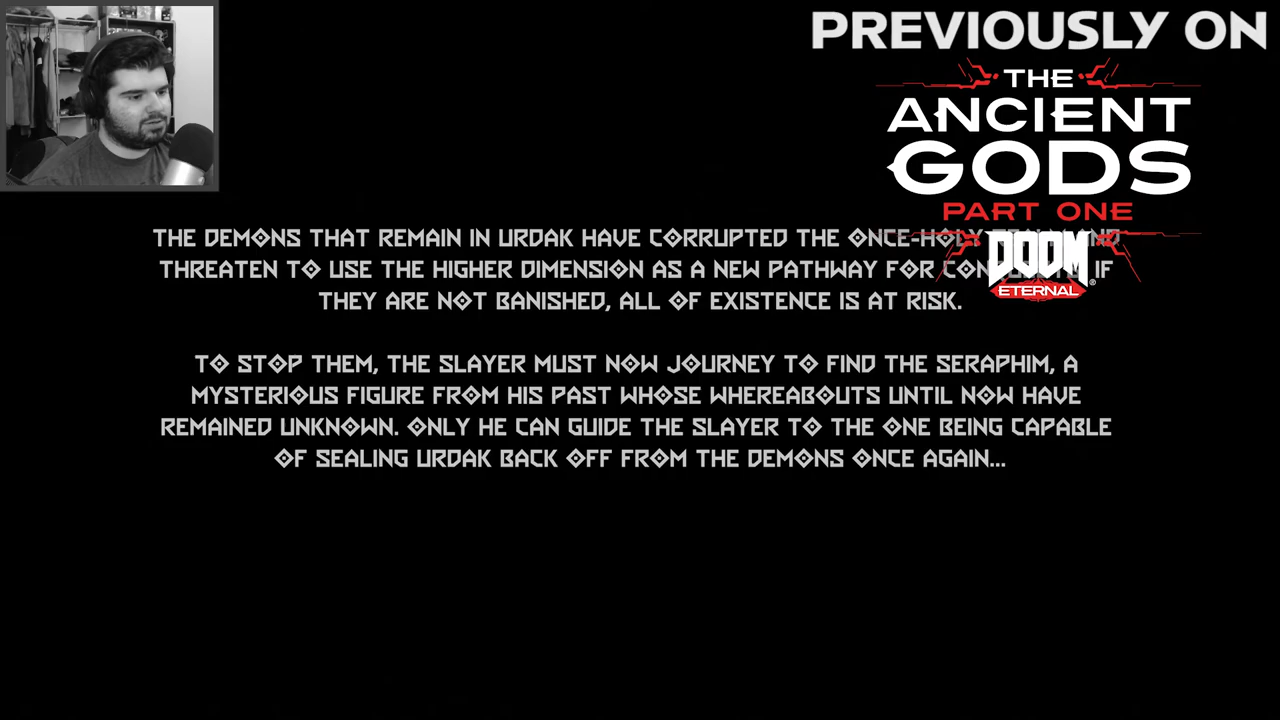 PREVIOUSLY ON
THE
ANCIENT
GODS
PART ONE
DOOM
ETERNAL
THE DEMONS THAT REMAIN IN URDAK HAVE CORRUPTED THE ONCE-HOLY
THREATEN TO USE THE HIGHER DIMENSION AS A NEW PATHWAY FOR IF
THEY ARE NOT BANISHED, ALL OF EXISTENCE IS AT RISK.
TO STOP THEM, THE SLAYER MUST NOW JOURNEY TO FIND THE SERAPHIM, A
MYSTERIOUS FIGURE FROM HIS PAST WHOSE WHEREABOUTS UNTIL NOW HAVE
REMAINED UNKNOWN. ONLY HE CAN GUIDE THE SLAYER TO THE ONE BEING CAPABLE
OF SEALING URDAK BACK OFF FROM THE DEMONS ONCE AGAIN...